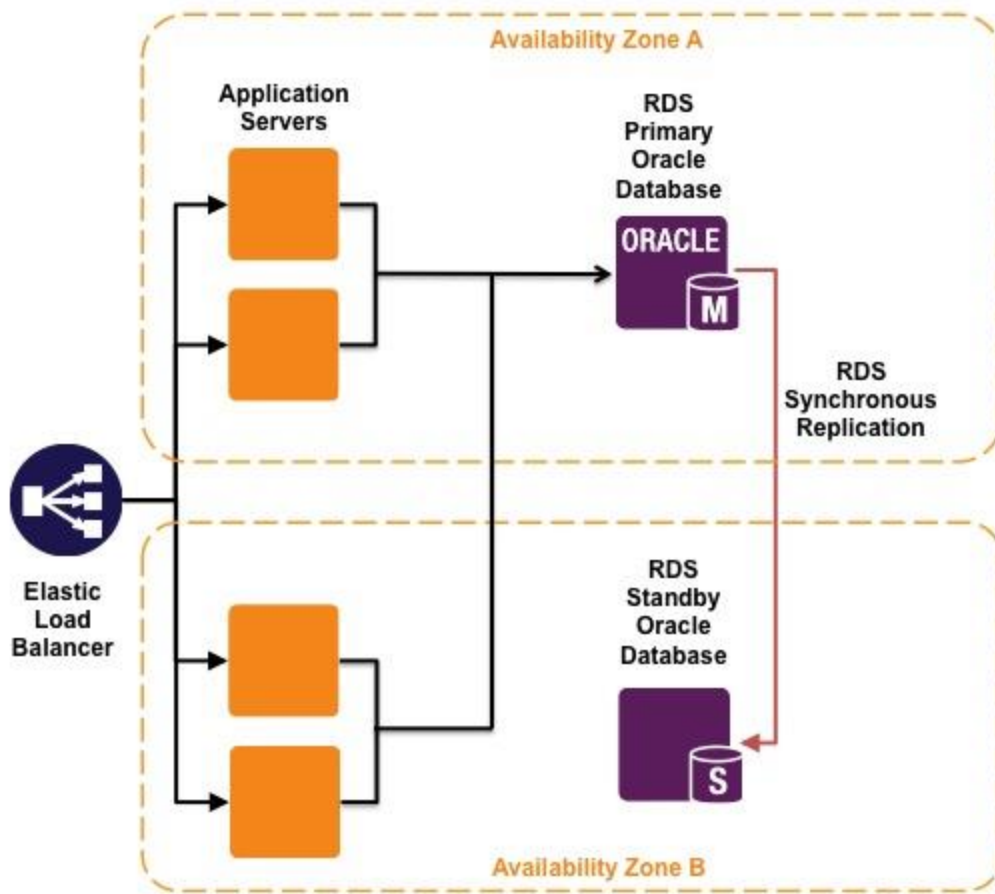 Availability Zone A
Application
Servers
RDS
Primary
Oracle
Database
ORACLE
M
RDS
Synchronous
Replication
Elastic
Load
Balancer
RDS
Standby
Oracle
Database
S
Availability Zone B